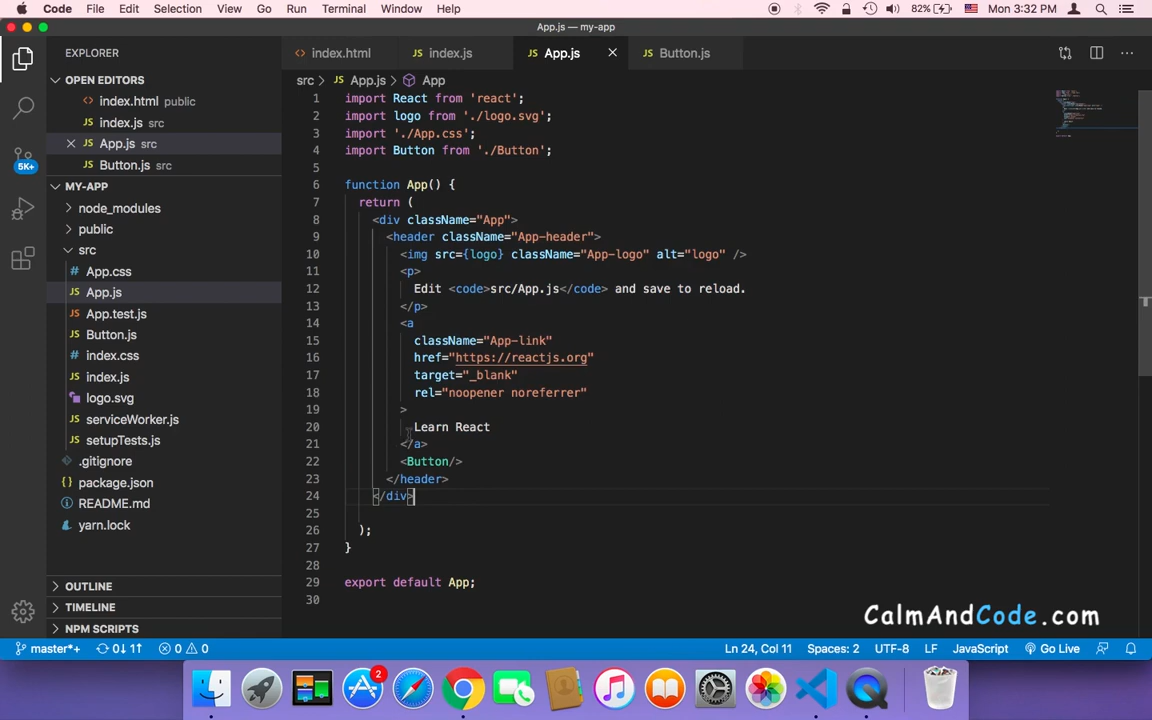 Code File Edit Selection View Go Run Terminal Window Help 82% Mon 3:32 PM
App.js — my-app
EXPLORER
index.html index.js App.js Button.js
OPEN EDITORS
index.html public
index.js src
App.js src
Button.js src
5K+
MY-APP
node_modules
public
src
App.css
App.js
App.test.js
Button.js
index.css
index.js
logo.svg
serviceWorker.js
setupTests.js
.gitignore
package.json
README.md
yarn.lock
OUTLINE
TIMELINE
NPM SCRIPTS
src App.js App
1 import React from 'react';
2 import logo from './logo.svg';
3 import './App.css';
4 import Button from './Button';
5
6 function App() {
7 return (
8 <div className="App">
9 <header className="App-header">
10 <img src={logo} className="App-logo" alt="logo" />
11 <p>
12 Edit <code>src/App.js</code> and save to reload.
13 </p>
14 <a
15 className="App-link"
16 href="https://reactjs.org"
17 target="_blank"
18 rel="noopener noreferrer"
19 >
20 Learn React
21 </a>
22 <Button/>
23 </header>
24 </div>
25
26 );
27 }
28
29 export default App;
30
CalmAndCode.com
master*+ 0↓ 1↑ 0 0 Ln 24, Col 11 Spaces: 2 UTF-8 LF JavaScript Go Live
2